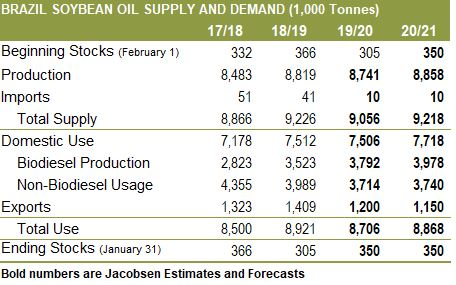 BRAZIL SOYBEAN OIL SUPPLY AND DEMAND (1,000 Tonnes)
17/18 18/19 19/20 20/21
Beginning Stocks (February 1) 332 366 305 350
Production 8,483 8,819 8,741 8,858
Imports 51 41 10 10
Total Supply 8,866 9,226 9,056 9,218
Domestic Use 7,178 7,512 7,506 7,718
Biodiesel Production 2,823 3,523 3,792 3,978
Non-Biodiesel Usage 4,355 3,989 3,714 3,740
Exports 1,323 1,409 1,200 1,150
Total Use 8,500 8,921 8,706 8,868
Ending Stocks (January 31) 366 305 350 350
Bold numbers are Jacobsen Estimates and Forecasts